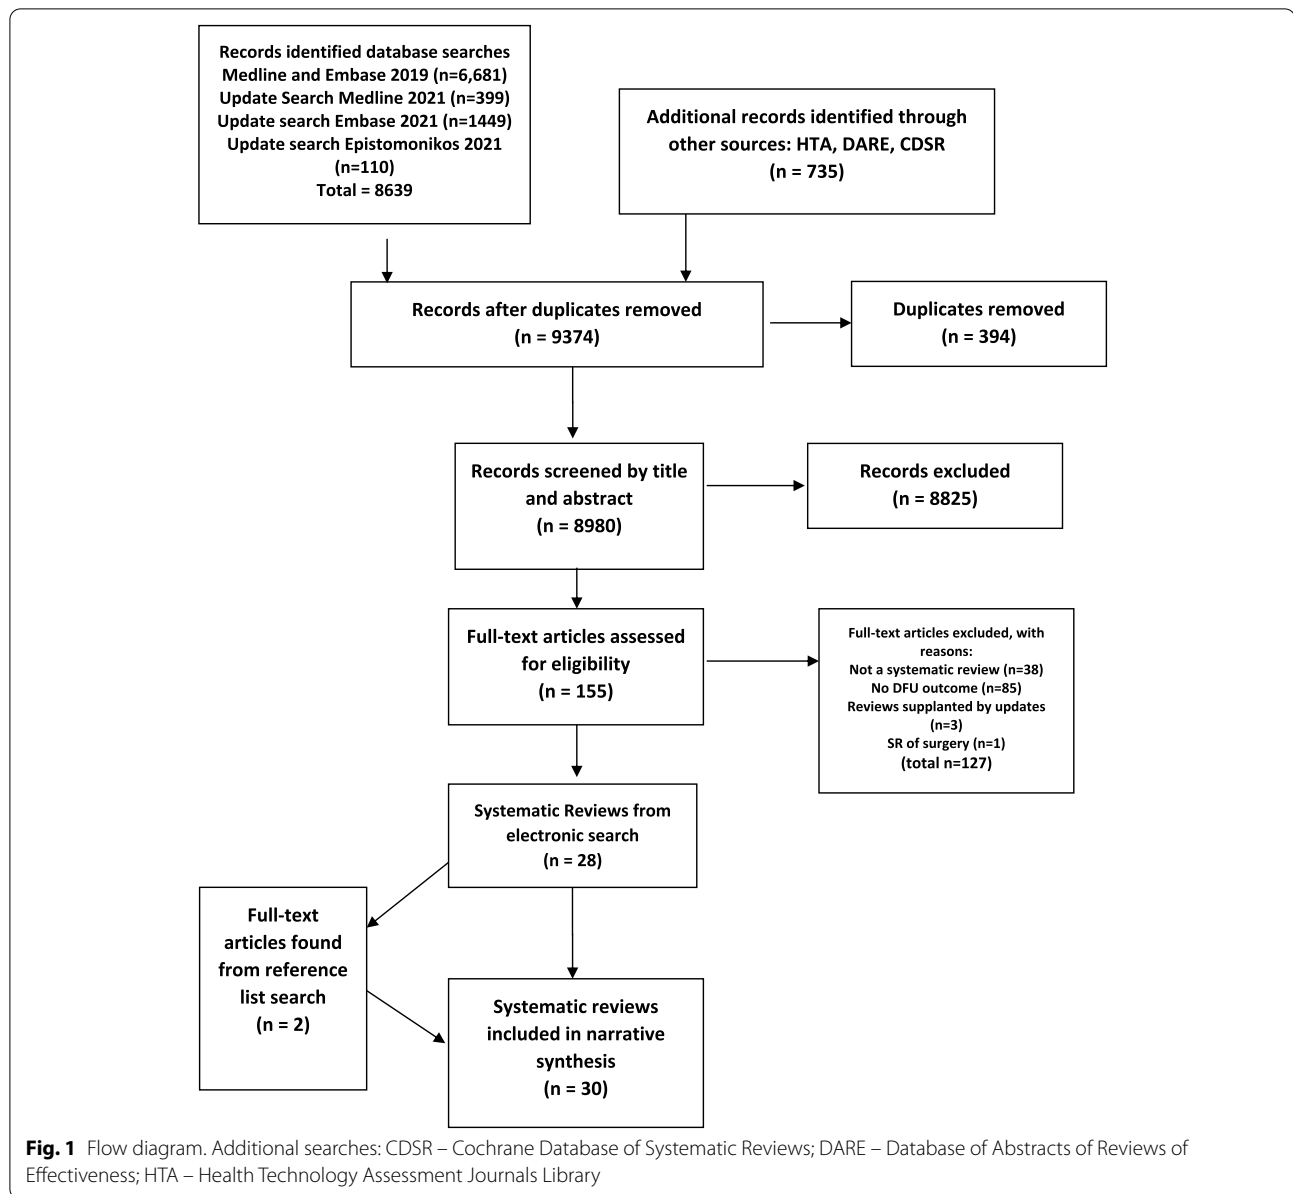 Records identified database searches
Medline and Embase 2019 (n=6,681)
Update Search Medline 2021 (n=399)
Update search Embase 2021 (n=1449)
Update search Epistomonikos 2021
(n=110)
Total = 8639
Additional records identified through
other sources: HTA, DARE, CDSR
(n = 735)
Records after duplicates removed
(n = 9374)
Duplicates removed
(n = 394)
Records screened by title
and abstract
(n = 8980)
Records excluded
(n = 8825)
Full-text articles assessed
for eligibility
(n = 155)
Full-text articles excluded, with
reasons:
Not a systematic review (n=38)
No DFU outcome (n=85)
Reviews supplanted by updates
(n=3)
SR of surgery (n=1)
(total n=127)
Systematic Reviews from
electronic search
(n = 28)
Full-text
articles found
from reference
list search
(n = 2)
Systematic reviews
included in narrative
synthesis
(n = 30)
Fig. 1 Flow diagram. Additional searches: CDSR – Cochrane Database of Systematic Reviews; DARE – Database of Abstracts of Reviews of
Effectiveness; HTA – Health Technology Assessment Journals Library